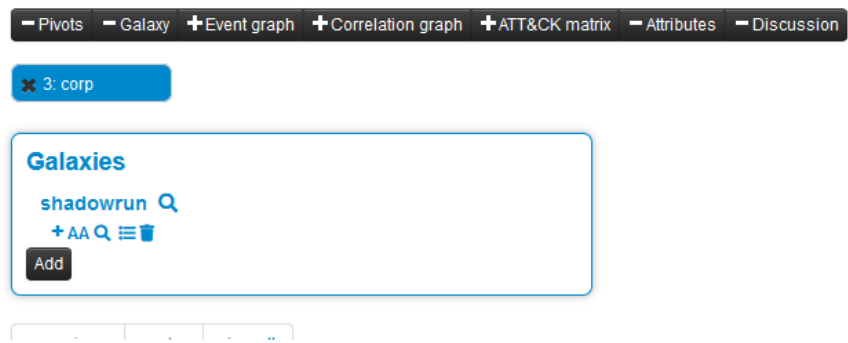 Pivots Galaxy +Event graph +Correlation graph +ATT&CK matrix Attributes Discussion
3: corp
Galaxies
shadowrun
+ AA
Add